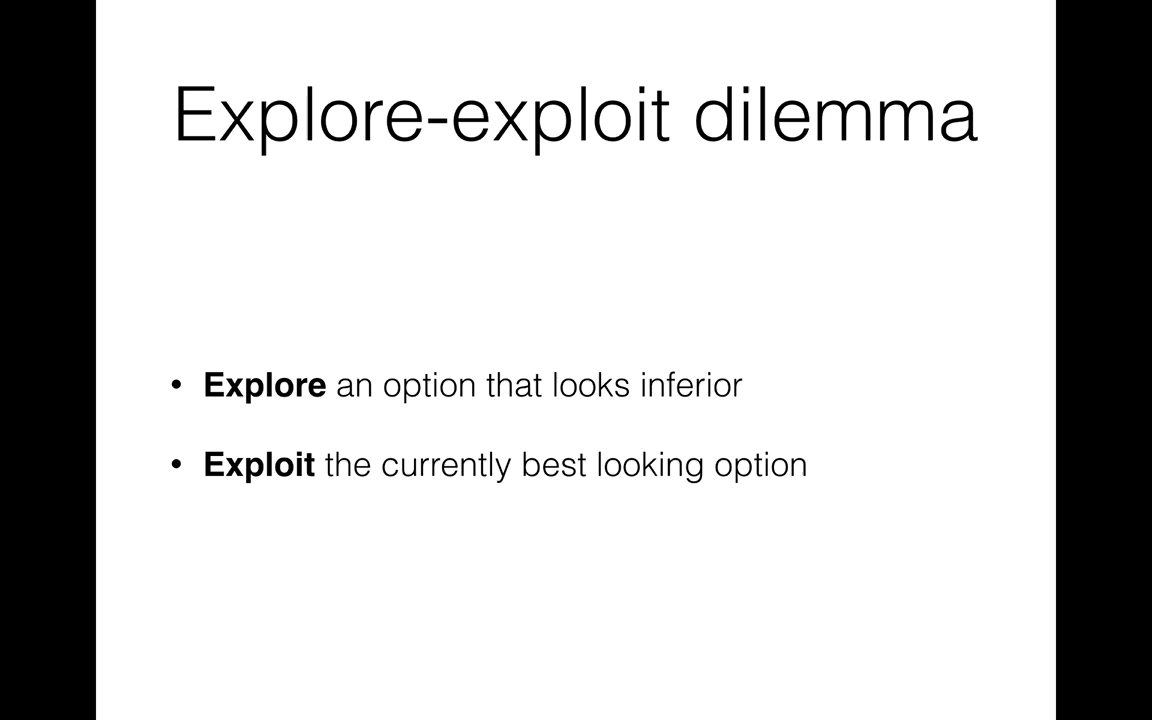 Explore-exploit dilemma
• Explore an option that looks inferior
• Exploit the currently best looking option